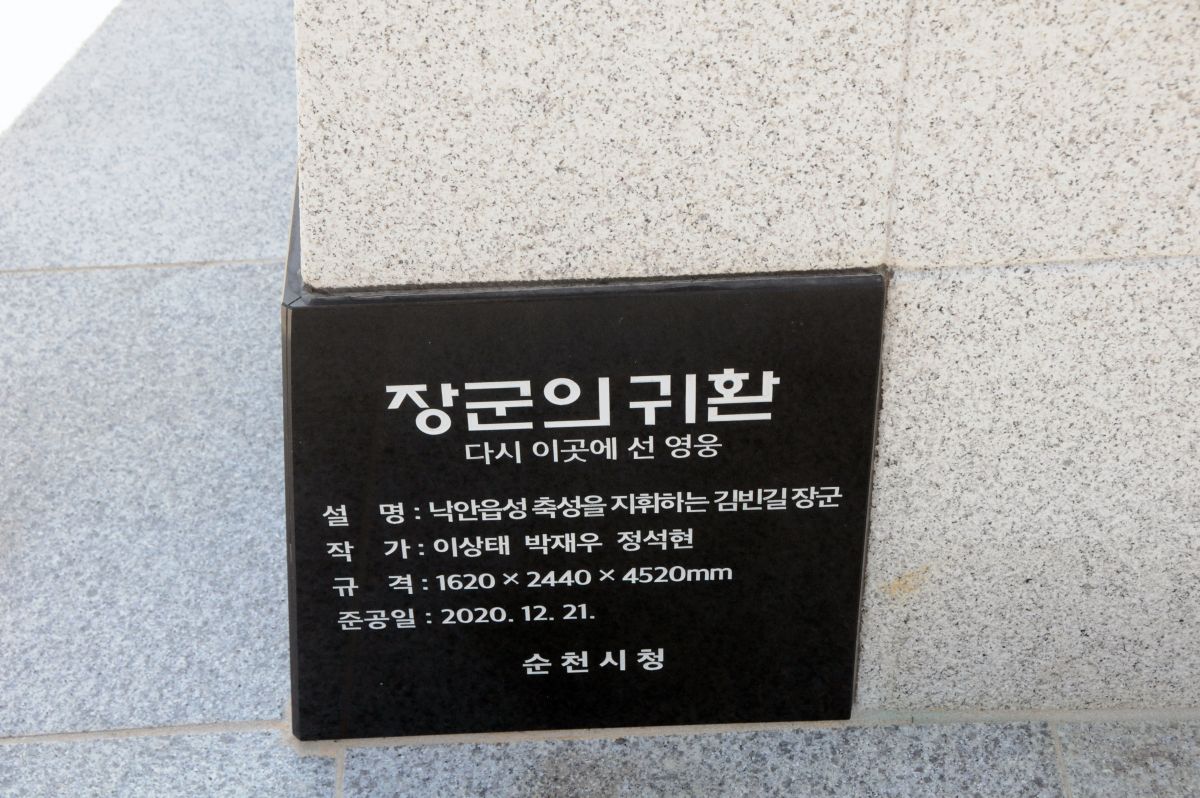 장군의 귀환
다시 이곳에 선 영웅
설 명 : 낙안읍성 축성을 지휘하는 김빈길 장군
작 가 : 이상태 박재우 정석현
규 격 : 1620 × 2440 × 4520mm
준공일 : 2020. 12. 21.
순천시청